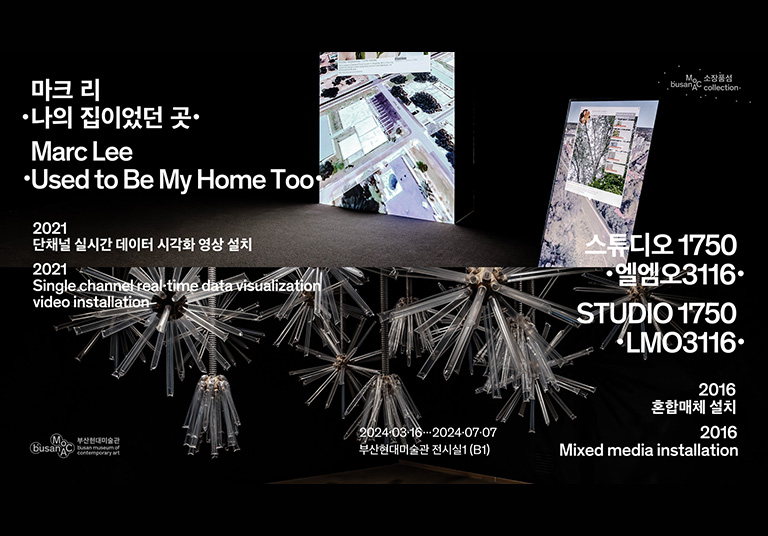 마크 리
•나의 집이었던 곳•
Marc Lee
•Used to Be My Home Too•
2021
단채널 실시간 데이터 시각화 영상 설치
2021
Single channel real-time data visualization
video installation
MoCA busan
소장품섬
collection
스튜디오 1750
•엘엠오3116•
STUDIO 1750
•LMO3116•
2016
혼합매체 설치
2016
Mixed media installation
2024·03·16…2024·07·07
부산현대미술관 전시실1 (B1)
MoCA busan
부산현대미술관
busan museum of
contemporary art